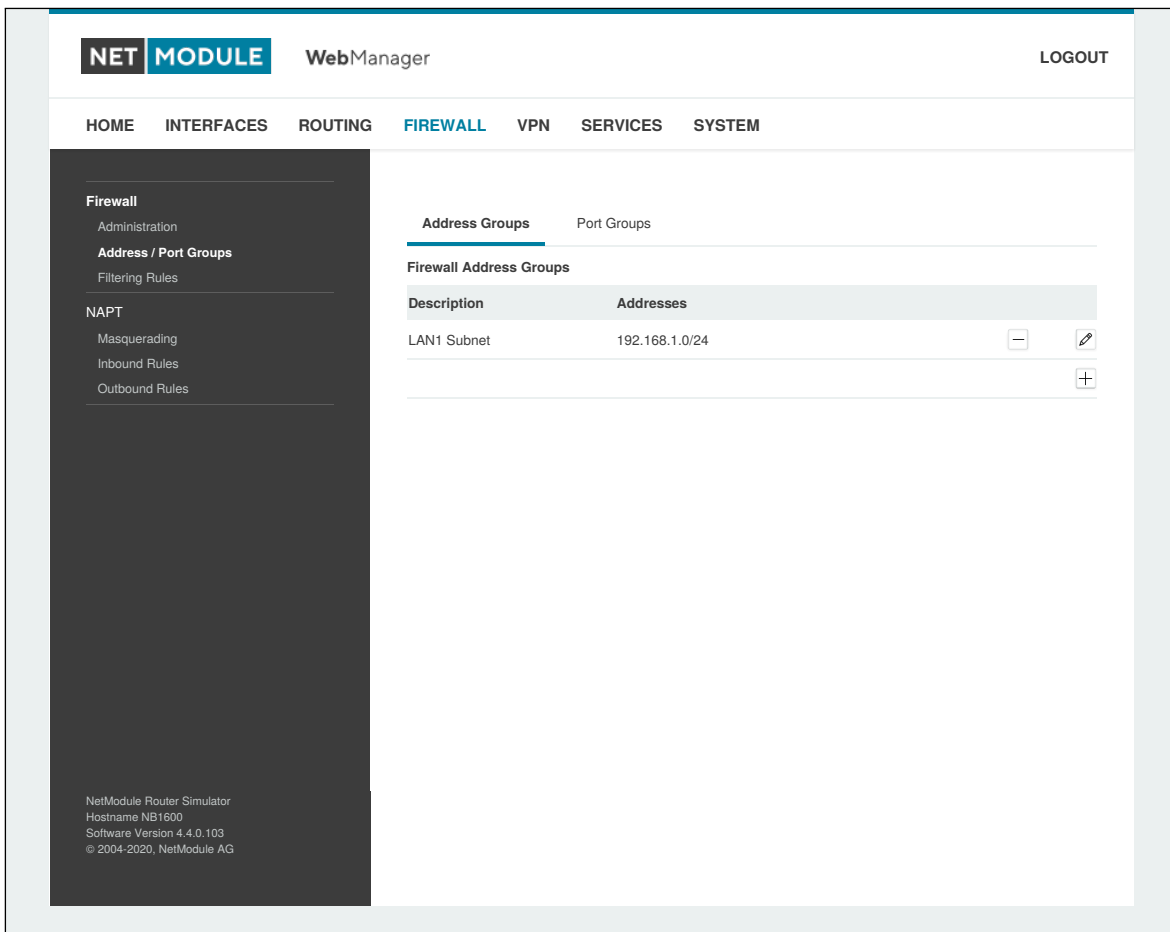 NET MODULE WebManager LOGOUT
HOME INTERFACES ROUTING FIREWALL VPN SERVICES SYSTEM
Firewall
Administration
Address / Port Groups
Filtering Rules
NAPT
Masquerading
Inbound Rules
Outbound Rules
Address Groups Port Groups
Firewall Address Groups
Description Addresses
LAN1 Subnet 192.168.1.0/24
NetModule Router Simulator
Hostname NB1600
Software Version 4.4.0.103
© 2004-2020, NetModule AG